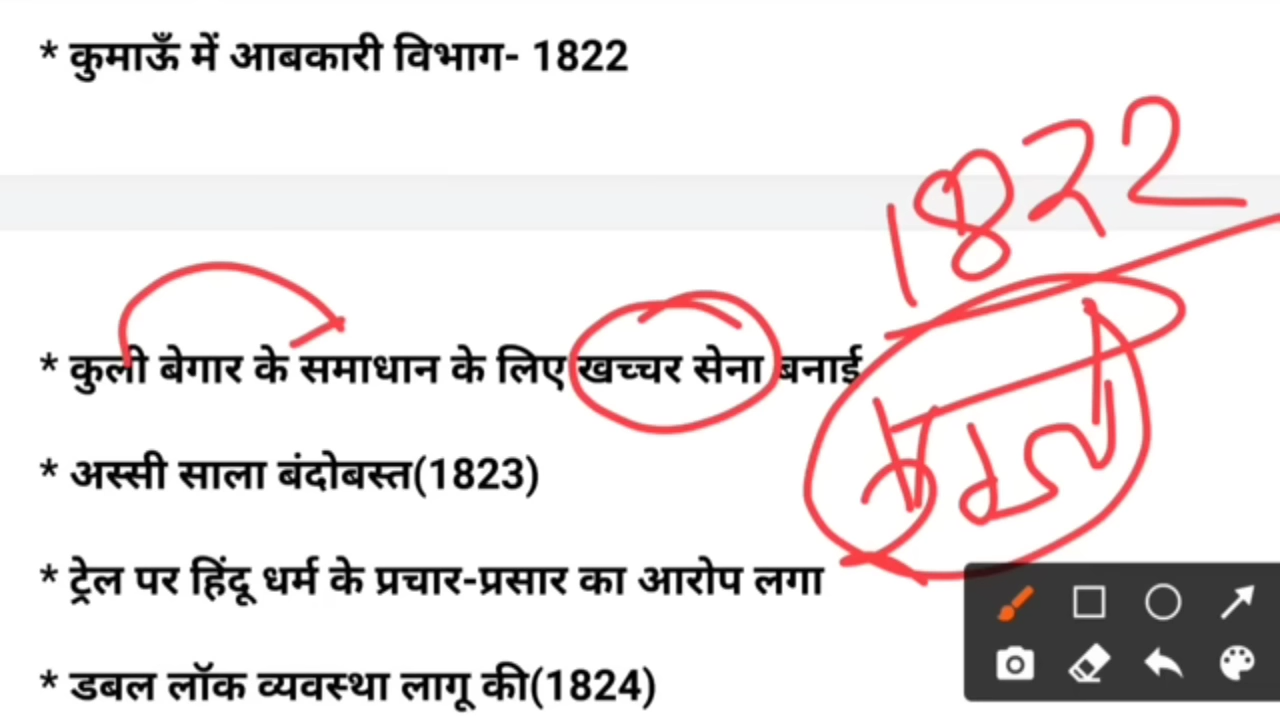 * कुमाऊँ में आबकारी विभाग- 1822
1822
* कुली बेगार के समाधान के लिए खच्चर सेना बनाई
* अस्सी साला बंदोबस्त(1823)
* ट्रेल पर हिंदू धर्म के प्रचार-प्रसार का आरोप लगा
* डबल लॉक व्यवस्था लागू की(1824)